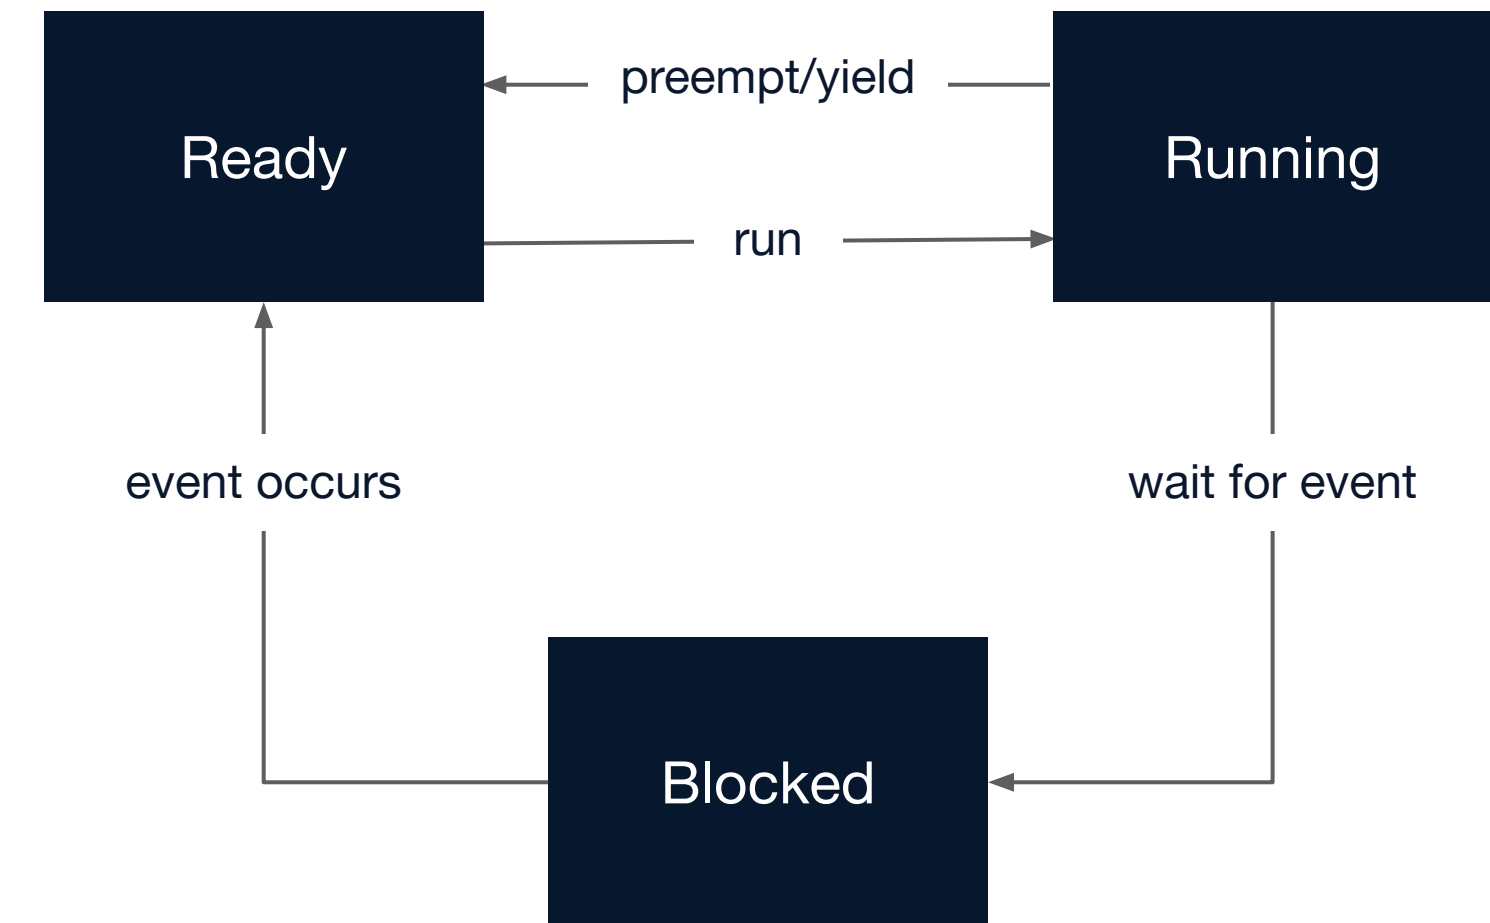 preempt/yield
Ready
Running
run
event occurs
wait for event
Blocked